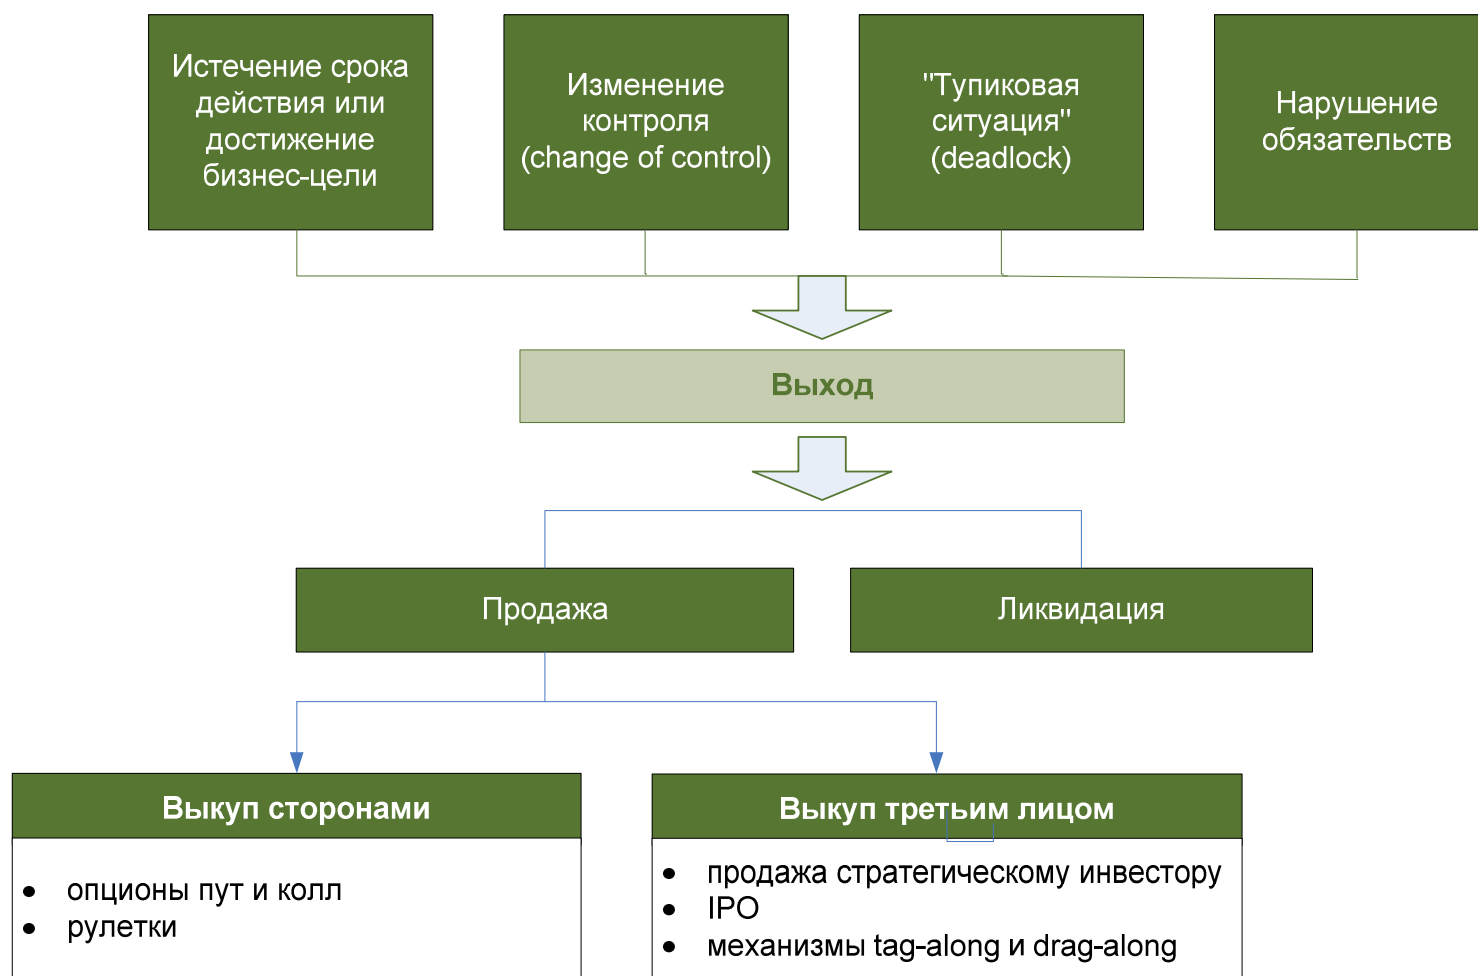 Истечение срока
действия или
достижение
бизнес-цели
Изменение
контроля
(change of control)
"Тупиковая
ситуация"
(deadlock)
Нарушение
обязательств
Выход
Продажа
Ликвидация
Выкуп сторонами
● опционы пут и колл
● рулетки
Выкуп третьим лицом
● продажа стратегическому инвестору
● IPO
● механизмы tag-along и drag-along